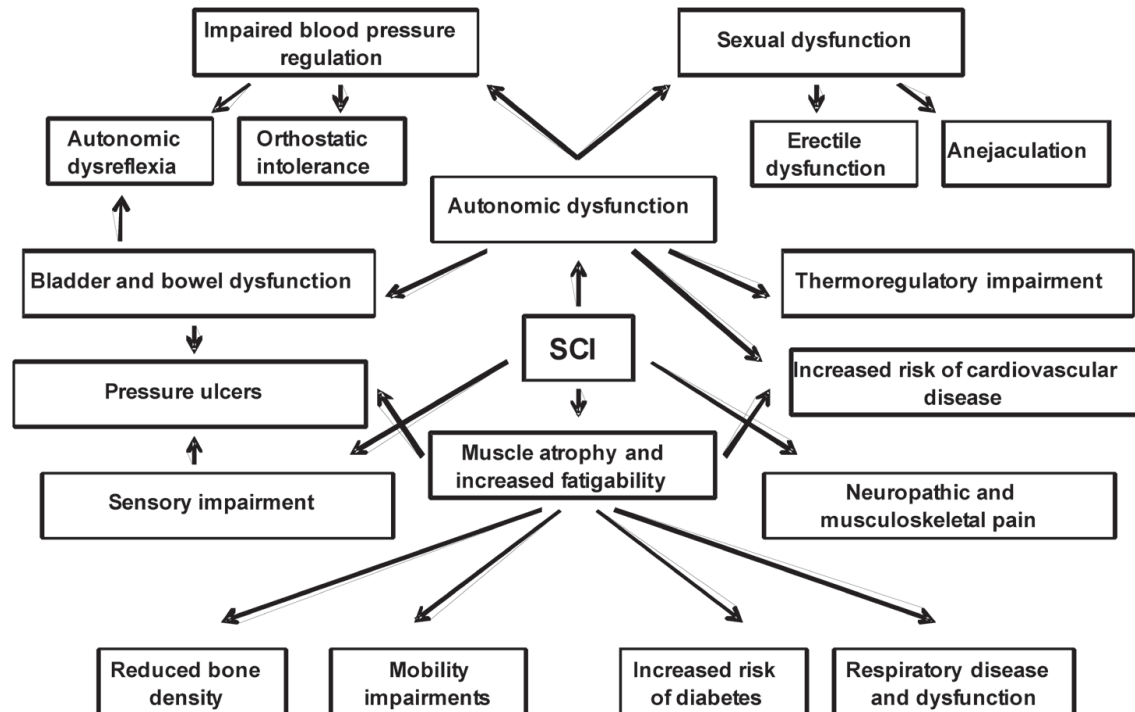 Impaired blood pressure
regulation
Sexual dysfunction
Autonomic
dysreflexia
Orthostatic
intolerance
Erectile
dysfunction
Anejaculation
Autonomic dysfunction
Bladder and bowel dysfunction
Thermoregulatory impairment
SCI
Pressure ulcers
Increased risk of cardiovascular
disease
Muscle atrophy and
increased fatigability
Sensory impairment
Neuropathic and
musculoskeletal pain
Reduced bone
density
Mobility
impairments
Increased risk
of diabetes
Respiratory disease
and dysfunction